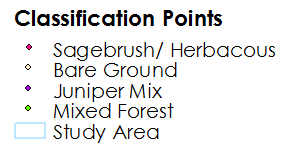 Classification Points
Sagebrush/ Herbacous
Bare Ground
Juniper Mix
Mixed Forest
Study Area